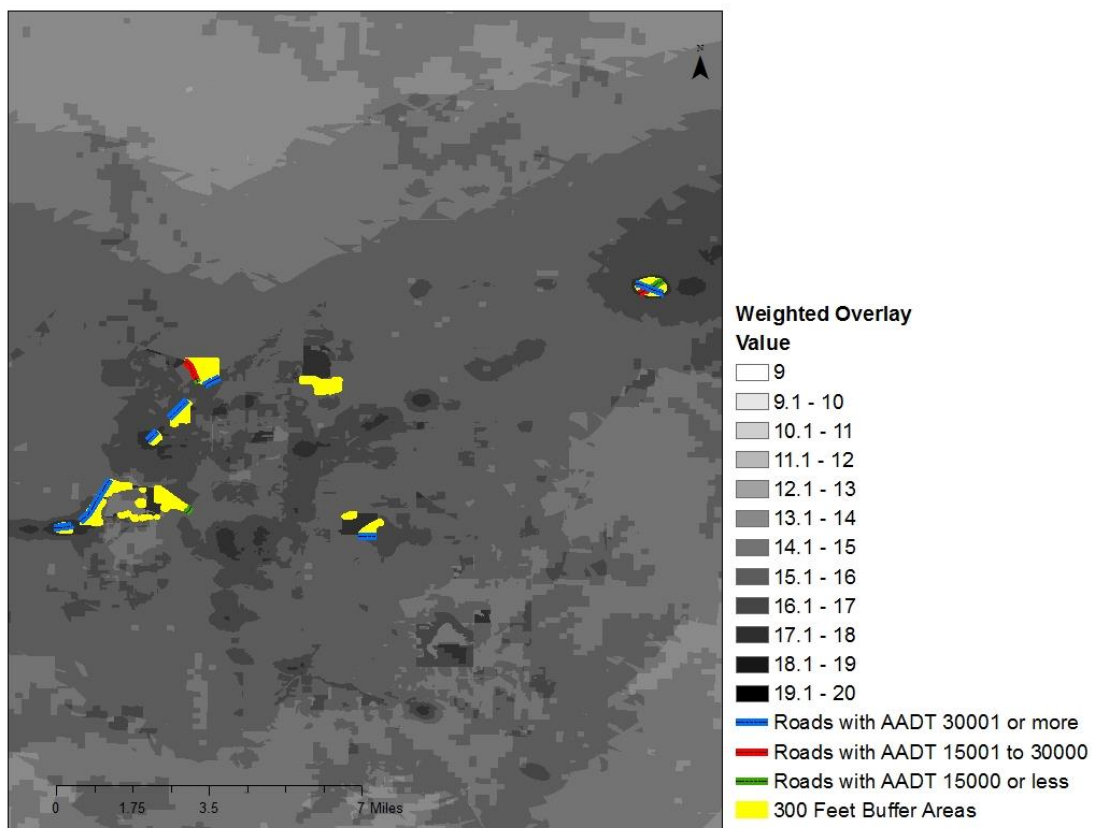 N
Weighted Overlay
Value
9
9.1 - 10
10.1 - 11
11.1 - 12
12.1 - 13
13.1 - 14
14.1 - 15
15.1 - 16
16.1 - 17
17.1 - 18
18.1 - 19
19.1 - 20
Roads with AADT 30001 or more
Roads with AADT 15001 to 30000
Roads with AADT 15000 or less
300 Feet Buffer Areas
0 1.75 3.5 7 Miles